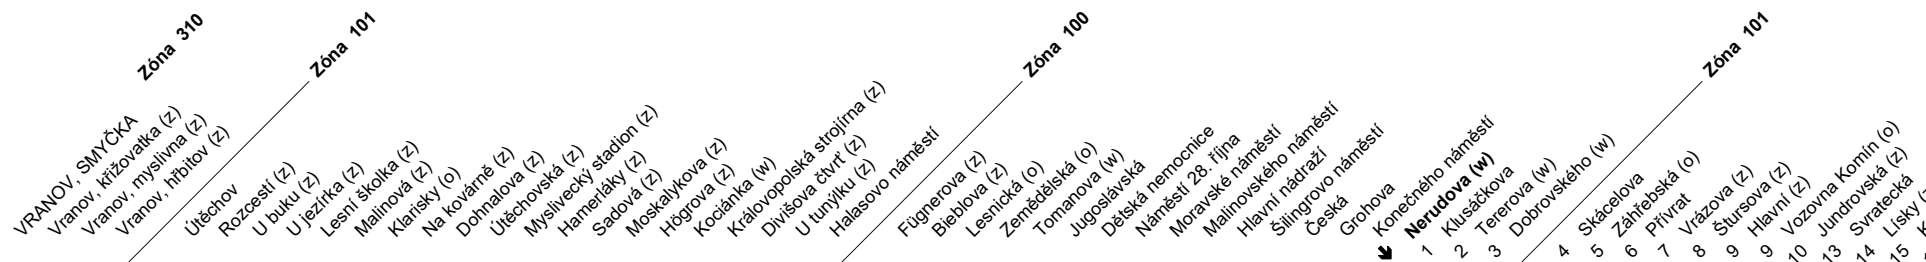 Zóna 310
VRANOV, SMYČKA
Vranov, křižovatka (z)
Vranov, myslivna (z)
Vranov, hřbitov (z)
Zóna 101
Útěchov
Rozcestí (z)
U buku (z)
U jezírka (z)
Lesní školka (z)
Malinová (z)
Klarisky (o)
Na kovárně (z)
Dohnalova (z)
Útěchovská (z)
Myslivecký stadion (z)
Hamerláky (z)
Sadová (z)
Moskalykova (z)
Högrova (z)
Kociánka (w)
Královopolská strojírna (z)
Divišova čtvrť (z)
U tunýlku (z)
Halasovo náměstí
Zóna 100
Fügnerova (z)
Bieblova (z)
Lesnická (o)
Zemědělská (o)
Tomanova (w)
Jugoslávská
Dětská nemocnice
Náměstí 28. října
Moravské náměstí
Malinovského náměstí
Hlavní nádraží
Šilingrovo náměstí
Česká
Grohova
Konečného náměstí
Nerudova (w)
1 Klusáčkova
2 Tererova (w)
3 Dobrovského (w)
Zóna 101
4 Skácelova
5 Záhřebská (o)
6 Přívrat
7 Vrázova (z)
8 Štursova (z)
9 Hlavní (z)
9 Vozovna Komín (o)
10 Jundrovská (z)
13 Svratecká
14 Lísky
15